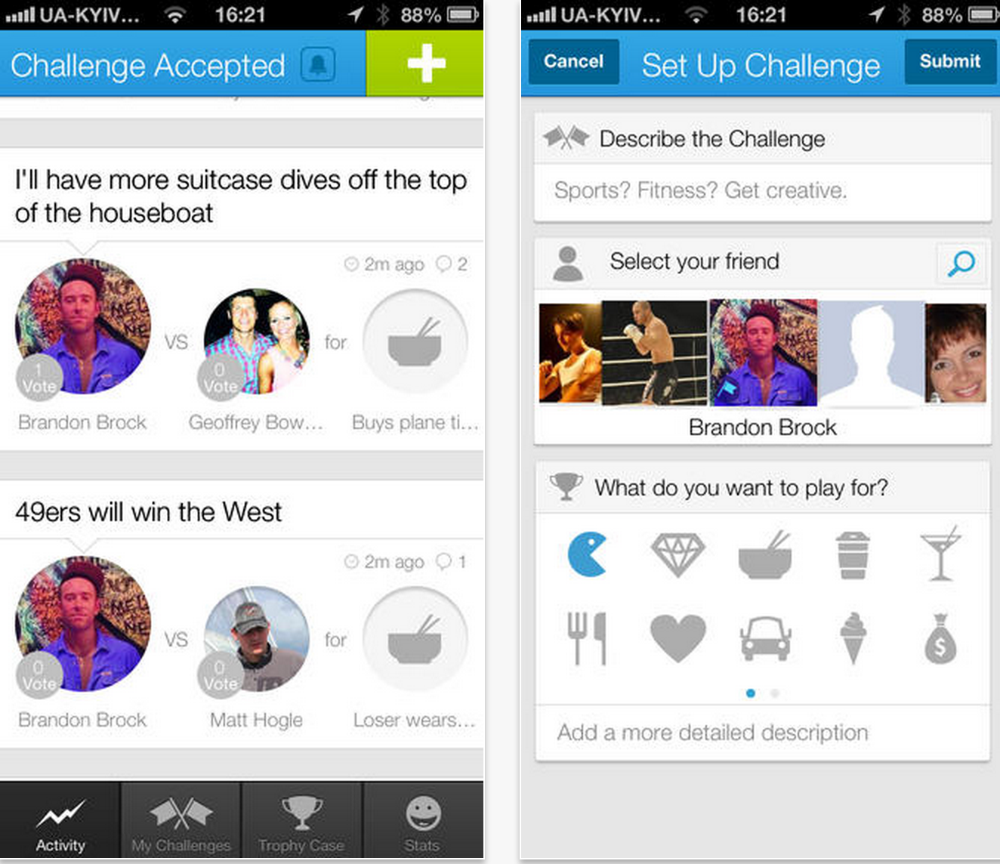 UA-KYIV... 16:21 88%
Challenge Accepted
I'll have more suitcase dives off the top
of the houseboat
2m ago 2
VS for
1
Vote
0
Vote
Brandon Brock Geoffrey Bow... Buys plane ti...
49ers will win the West
2m ago 1
VS for
0
Vote
0
Vote
Brandon Brock Matt Hogle Loser wears...
Activity My Challenges Trophy Case Stats
UA-KYIV... 16:21 88%
Cancel Set Up Challenge Submit
Describe the Challenge
Sports? Fitness? Get creative.
Select your friend
Brandon Brock
What do you want to play for?
$
Add a more detailed description